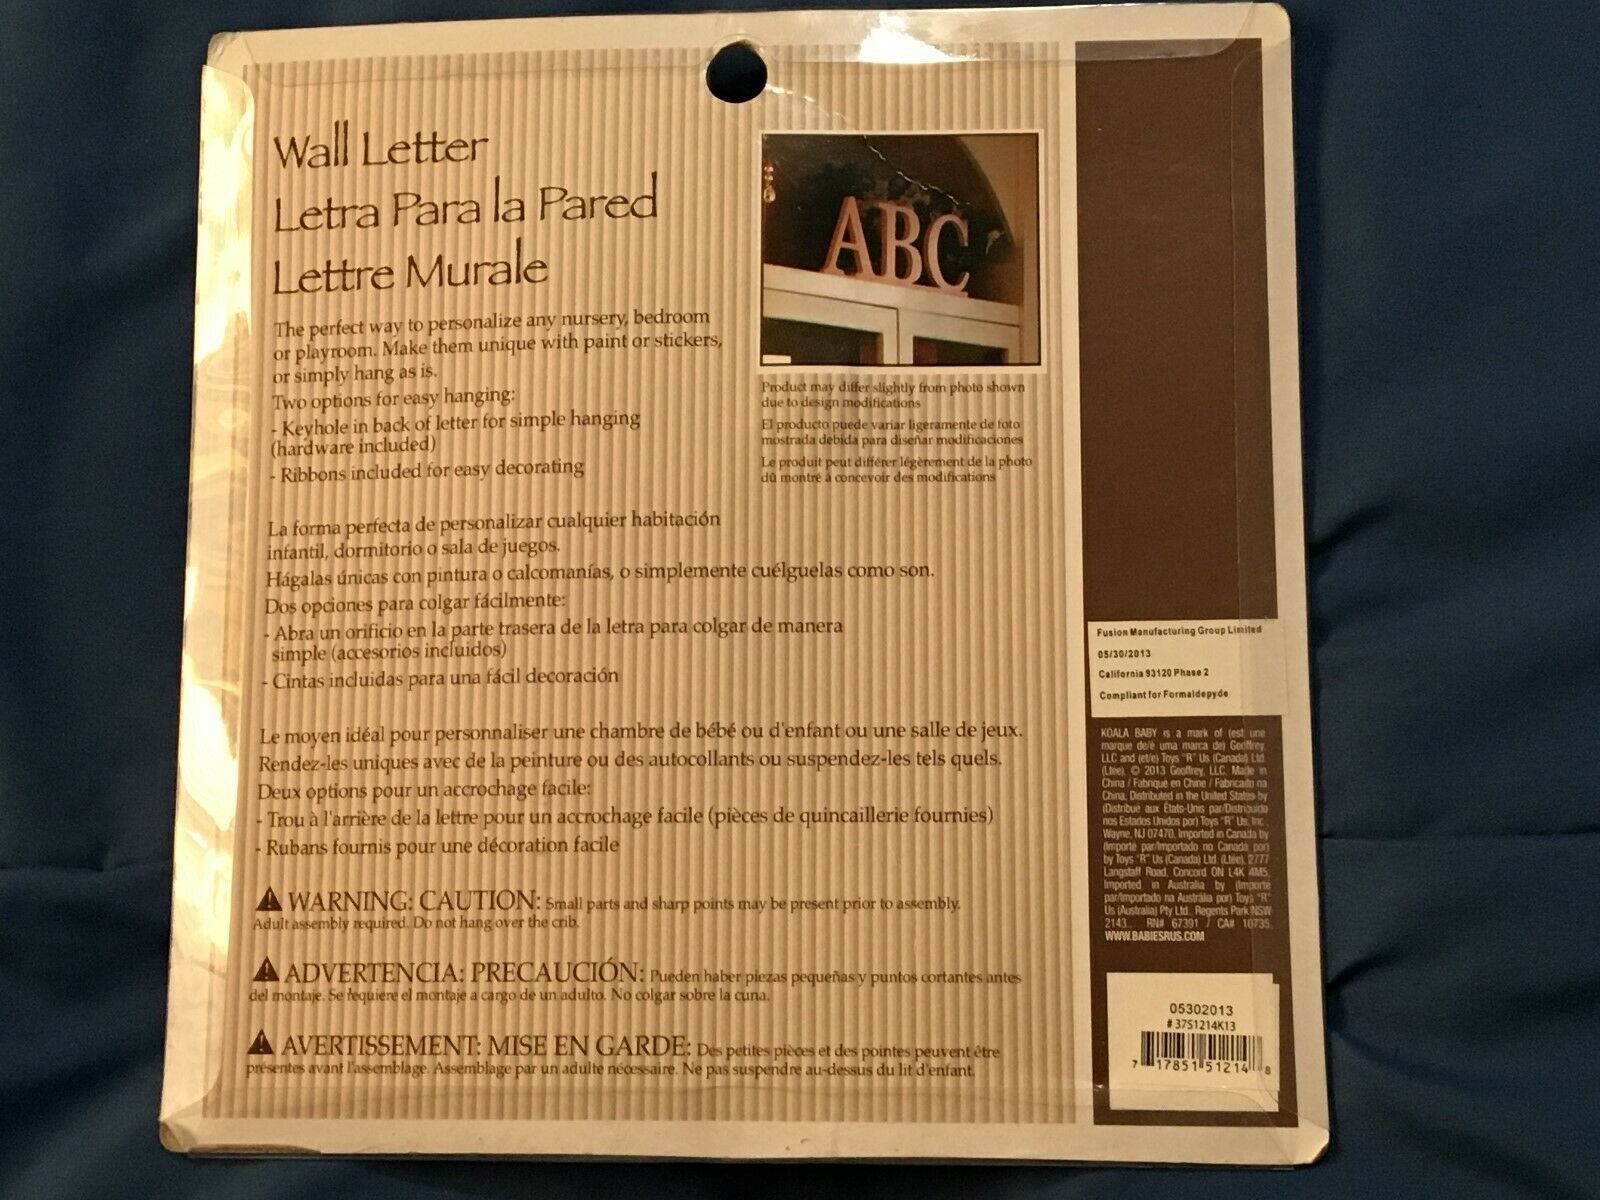 Wall Letter
Letra Para la Pared
Lettre Murale
The perfect way to personalize any nursery, bedroom
or playroom. Make them unique with paint or stickers,
or simply hang as is.
Two options for easy hanging:
- Keyhole in back of letter for simple hanging
(hardware included)
- Ribbons included for easy decorating
ABC
Product may differ slightly from photo shown
due to design modifications
El producto puede variar ligeramente de foto
mostrada debida para diseñar modificaciones
Le produit peut différer légèrement de la photo
dû montré à concevoir des modifications
La forma perfecta de personalizar cualquier habitación
infantil, dormitorio o sala de juegos.
Hágalas únicas con pintura o calcomanías, o simplemente cuélguelas como son.
Dos opciones para colgar fácilmente:
- Abra un orificio en la parte trasera de la letra para colgar de manera
simple (accesorios incluidos)
- Cintas incluidas para una fácil decoración
Le moyen idéal pour personnaliser une chambre de bébé ou d'enfant ou une salle de jeux.
Rendez-les uniques avec de la peinture ou des autocollants ou suspendez-les tels quels.
Deux options pour un accrochage facile:
- Trou à l'arrière de la lettre pour un accrochage facile (pièces de quincaillerie fournies)
- Rubans fournis pour une décoration facile
WARNING: CAUTION: Small parts and sharp points may be present prior to assembly.
Adult assembly required. Do not hang over the crib.
ADVERTENCIA: PRECAUCIÓN: Pueden haber piezas pequeñas y puntos cortantes antes
del montaje. Se requiere el montaje a cargo de un adulto. No colgar sobre la cuna.
AVERTISSEMENT: MISE EN GARDE: Des petites pièces et des pointes peuvent être
présentes avant l'assemblage. Assemblage par un adulte nécessaire. Ne pas suspendre au-dessus du lit d'enfant.
Fusion Manufacturing Group Limited
05/30/2013
California 93120 Phase 2
Compliant for Formaldepyde
KOALA BABY is a mark of (est une
marque de/é uma marca de) Geoffrey,
LLC and (et/e) Toys "R" Us (Canada) Ltd.
(Ltée). © 2013 Geoffrey, LLC. Made in
China / Fabriqué en Chine / Fabricado na
China. Distributed in the United States by
(Distribué aux États-Unis par/Distribuido
nos Estados Unidos por) Toys "R" Us, Inc.,
Wayne, NJ 07470. Imported in Canada by
(Importé par/Importado no Canadá por)
by Toys "R" Us (Canada) Ltd. (Ltée), 2777
Langstaff Road, Concord ON L4K 4M5.
Imported in Australia by (Importé
par/Importado na Austrália por) Toys "R"
Us (Australia) Pty Ltd., Regents Park NSW
2143. RN# 67391 / CA# 10735.
WWW.BABIESRUS.COM
05302013
#3751214K13
7 17851 51214 8